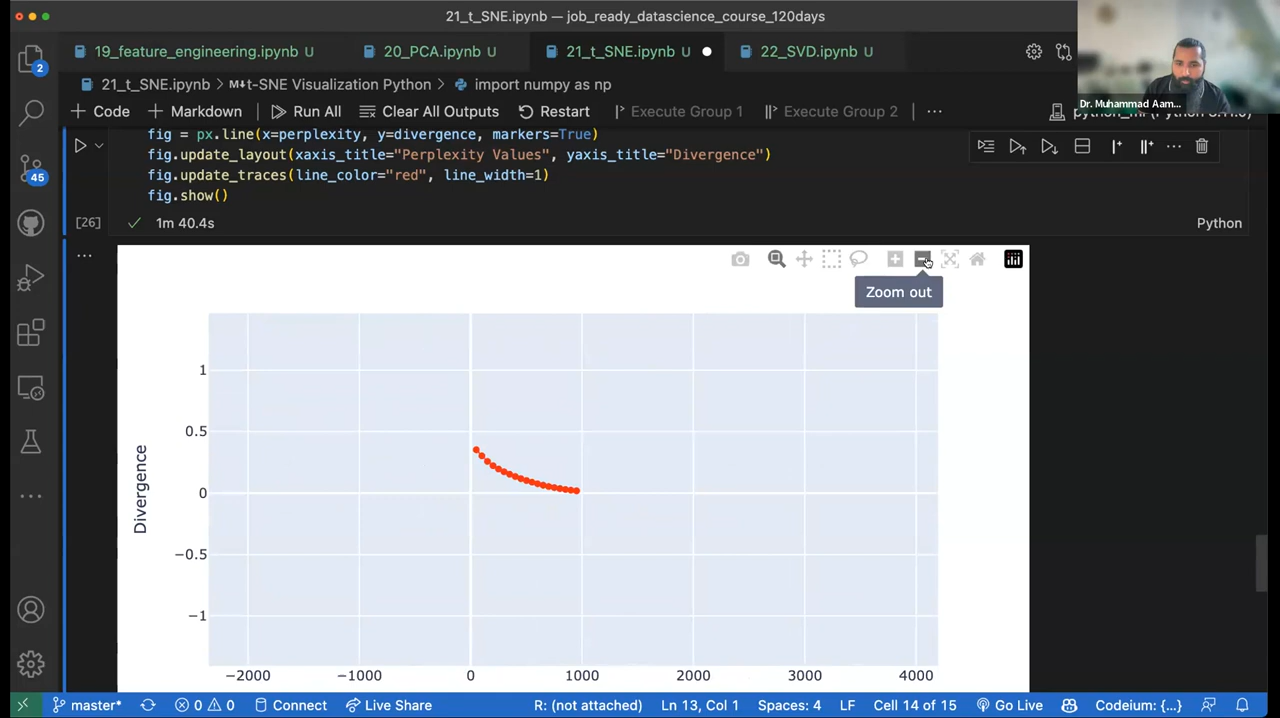 21_t_SNE.ipynb — job_ready_datascience_course_120days
19_feature_engineering.ipynb U
20_PCA.ipynb U
21_t_SNE.ipynb U
22_SVD.ipynb U
2
21_t_SNE.ipynb > M↓t-SNE Visualization Python > import numpy as np
Dr. Muhammad Aam...
+ Code + Markdown Run All Clear All Outputs Restart Execute Group 1 Execute Group 2 ...
fig = px.line(x=perplexity, y=divergence, markers=True)
fig.update_layout(xaxis_title="Perplexity Values", yaxis_title="Divergence")
fig.update_traces(line_color="red", line_width=1)
fig.show()
45
[26] 1m 40.4s Python
Zoom out
1
0.5
0
−0.5
−1
Divergence
−2000 −1000 0 1000 2000 3000 4000
master* 0 0 Connect Live Share R: (not attached) Ln 13, Col 1 Spaces: 4 LF Cell 14 of 15 Go Live Codeium: {...}